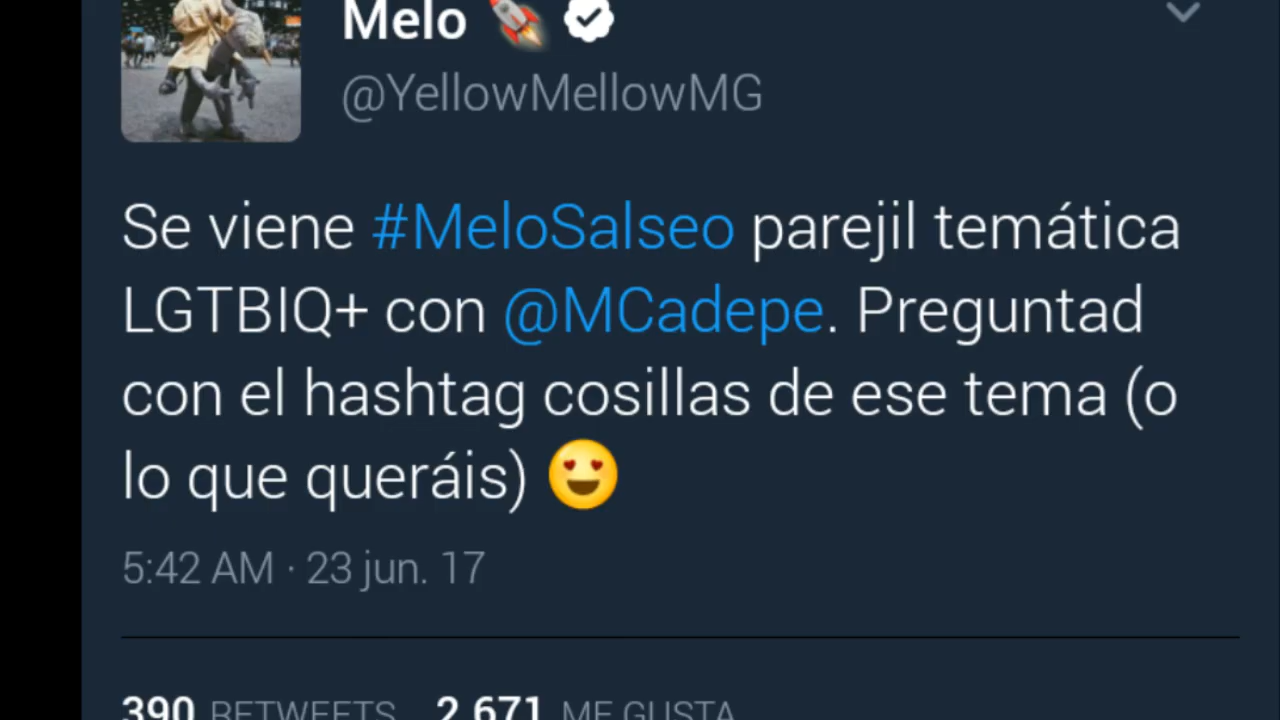 Melo 🚀
@YellowMellowMG
Se viene #MeloSalseo parejil temática
LGTBIQ+ con @MCadepe. Preguntad
con el hashtag cosillas de ese tema (o
lo que queráis) 😍
5:42 AM · 23 jun. 17
390 RETWEETS 2.671 ME GUSTA